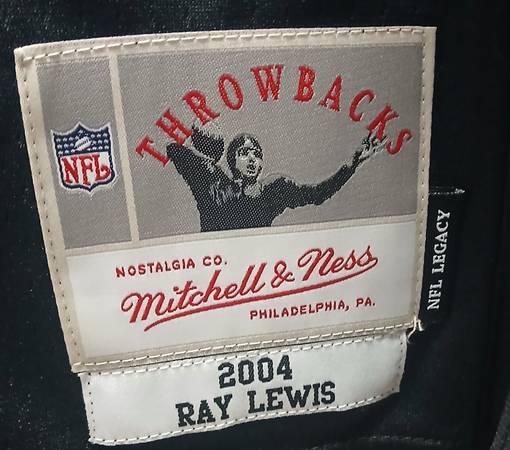 THROWBACKS
NFL
NOSTALGIA CO.
Mitchell & Ness
PHILADELPHIA, PA.
NFL LEGACY
2004
RAY LEWIS